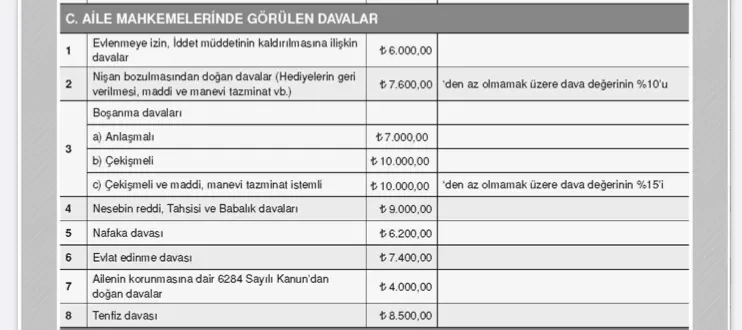 C. AİLE MAHKEMELERİNDE GÖRÜLEN DAVALAR
1 Evlenmeye izin, İddet müddetinin kaldırılmasına ilişkin davalar ₺ 6.000,00
2 Nişan bozulmasından doğan davalar (Hediyelerin geri verilmesi, maddi ve manevi tazminat vb.) ₺ 7.600,00 'den az olmamak üzere dava değerinin %10'u
3 Boşanma davaları
a) Anlaşmalı ₺ 7.000,00
b) Çekişmeli ₺ 10.000,00
c) Çekişmeli ve maddi, manevi tazminat istemli ₺ 10.000,00 'den az olmamak üzere dava değerinin %15'i
4 Nesebin reddi, Tahsisi ve Babalık davaları ₺ 9.000,00
5 Nafaka davası ₺ 6.200,00
6 Evlat edinme davası ₺ 7.400,00
7 Ailenin korunmasına dair 6284 Sayılı Kanun'dan doğan davalar ₺ 4.000,00
8 Tenfiz davası ₺ 8.500,00